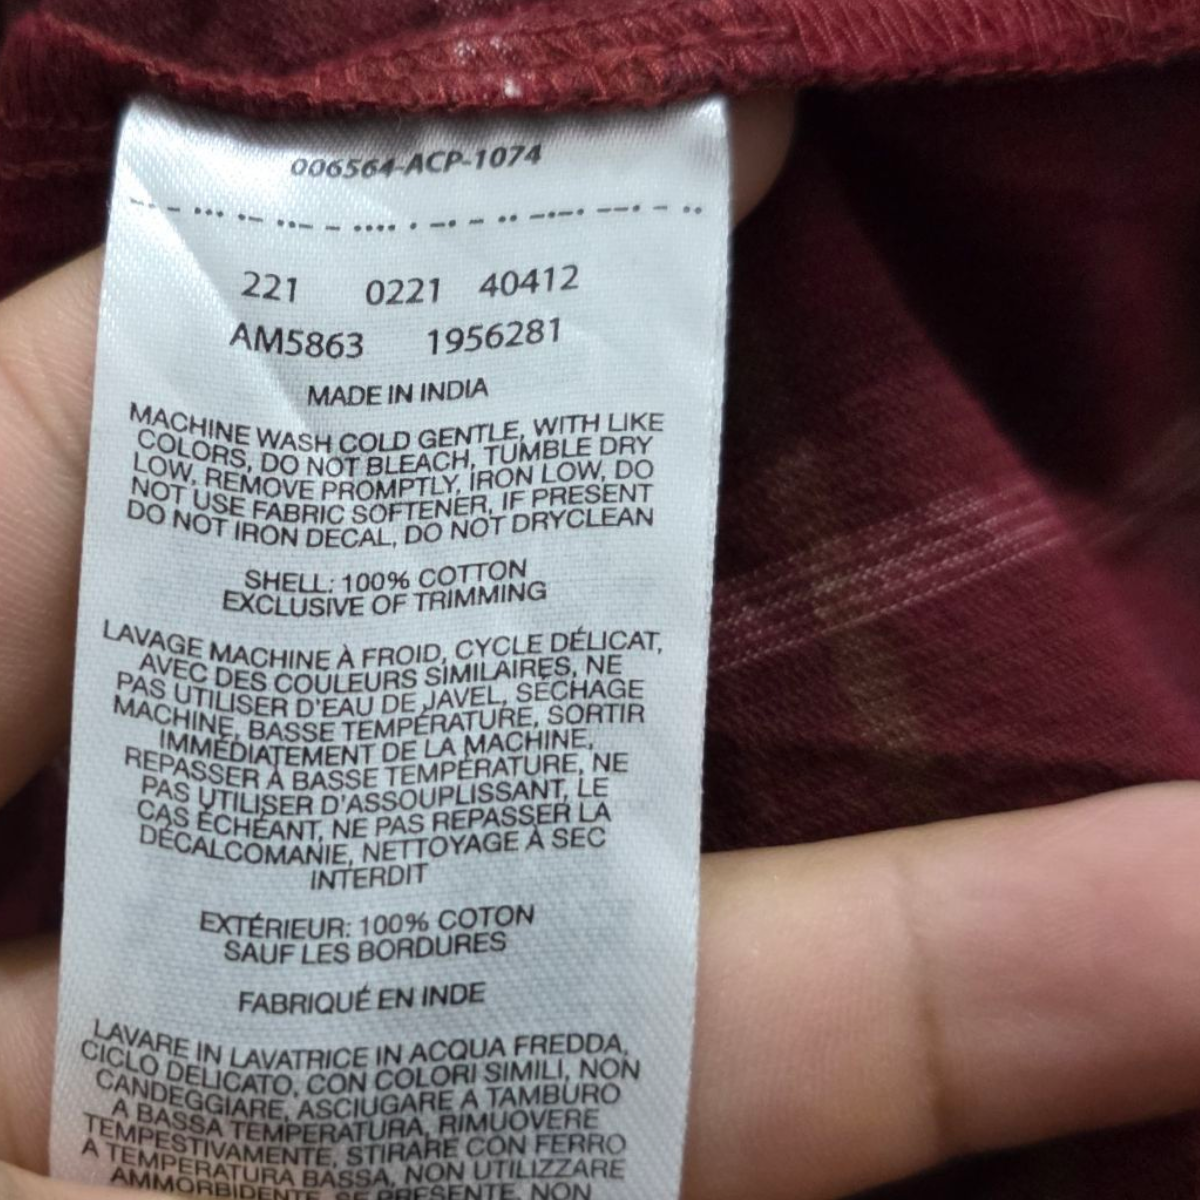 006564-ACP-1074
221 0221 40412
AM5863 1956281
MADE IN INDIA
MACHINE WASH COLD GENTLE, WITH LIKE
COLORS, DO NOT BLEACH, TUMBLE DRY
LOW, REMOVE PROMPTLY, IRON LOW, DO
NOT USE FABRIC SOFTENER, IF PRESENT
DO NOT IRON DECAL, DO NOT DRYCLEAN
SHELL: 100% COTTON
EXCLUSIVE OF TRIMMING
LAVAGE MACHINE À FROID, CYCLE DÉLICAT,
AVEC DES COULEURS SIMILAIRES, NE
PAS UTILISER D'EAU DE JAVEL, SÉCHAGE
MACHINE, BASSE TEMPÉRATURE, SORTIR
IMMÉDIATEMENT DE LA MACHINE,
REPASSER À BASSE TEMPÉRATURE, NE
PAS UTILISER D'ASSOUPLISSANT, LE
CAS ÉCHÉANT, NE PAS REPASSER LA
DÉCALCOMANIE, NETTOYAGE À SEC
INTERDIT
EXTÉRIEUR: 100% COTON
SAUF LES BORDURES
FABRIQUÉ EN INDE
LAVARE IN LAVATRICE IN ACQUA FREDDA,
CICLO DELICATO, CON COLORI SIMILI, NON
CANDEGGIARE, ASCIUGARE A TAMBURO
A BASSA TEMPERATURA, RIMUOVERE
TEMPESTIVAMENTE, STIRARE CON FERRO
A TEMPERATURA BASSA, NON UTILIZZARE
AMMORBIDENTE, SE PRESENTE, NON